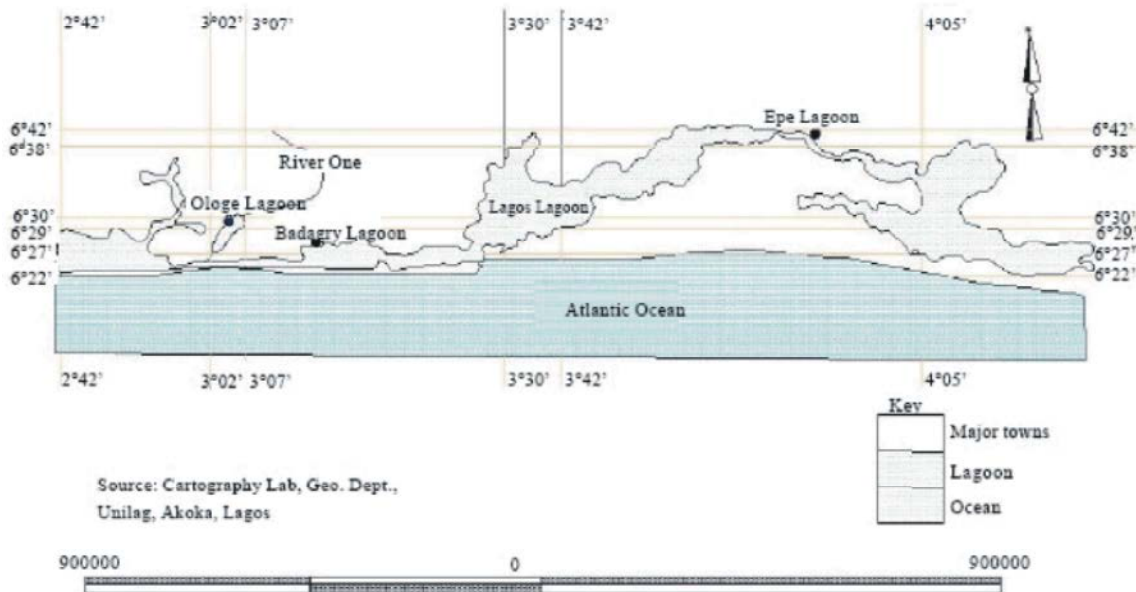 2°42’ 3°02’ 3°07’ 3°30’ 3°42’ 4°05’
Epe Lagoon
6°42’ 6°42’
6°38’ 6°38’
River One
Ologe Lagoon
Lagos Lagoon
6°30’ 6°30’
6°29’ 6°29’
Badagry Lagoon
6°27’ 6°27’
6°22’ 6°22’
Atlantic Ocean
2°42’ 3°02’ 3°07’ 3°30’ 3°42’ 4°05’
Key
Major towns
Lagoon
Ocean
Source: Cartography Lab, Geo. Dept.,
Unilag, Akoka, Lagos
900000 0 900000